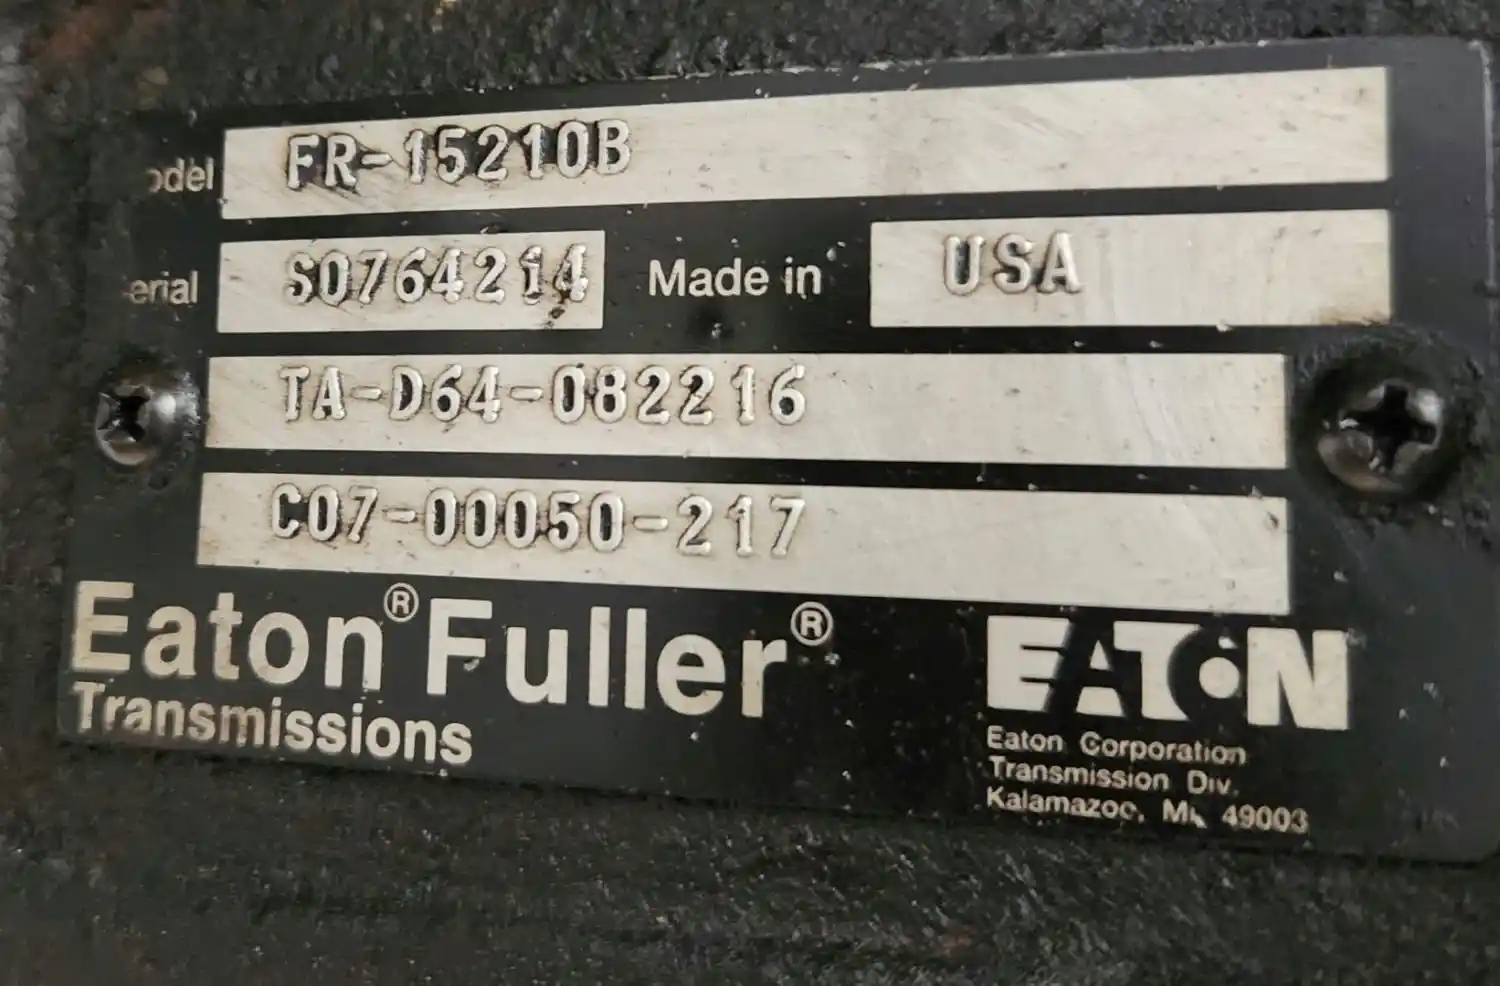 odel FR-15210B
erial S0764214 Made in USA
TA-D64-082216
C07-00050-217
Eaton® Fuller®
Transmissions
EATON
Eaton Corporation
Transmission Div.
Kalamazoo, MI, 49003